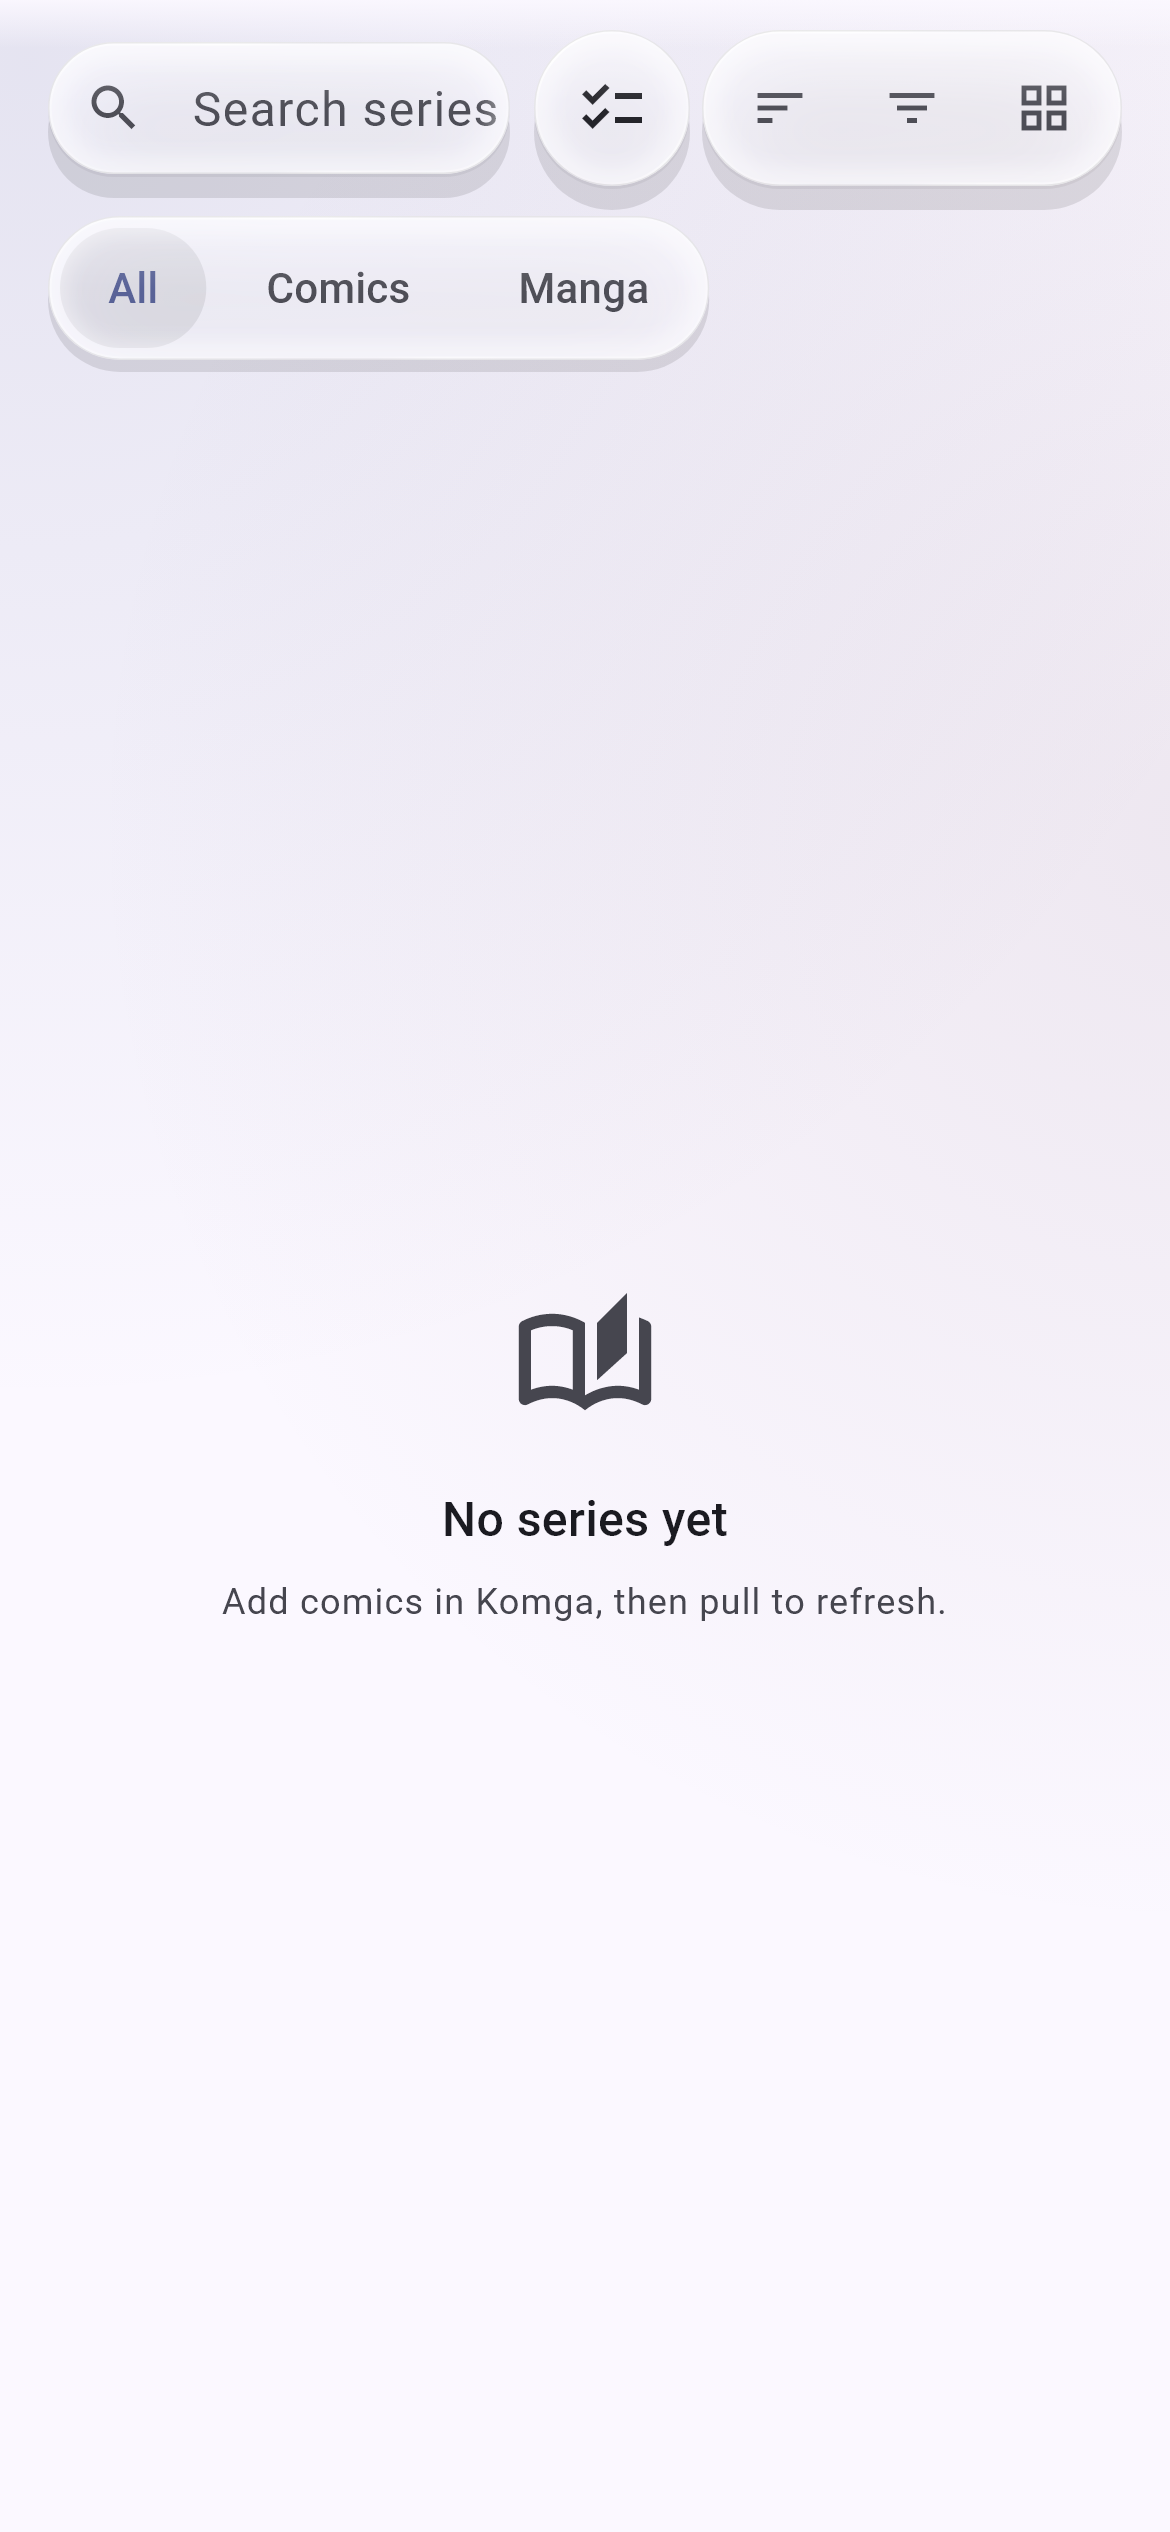 Search series
All
Comics
Manga
No series yet
Add comics in Komga, then pull to refresh.